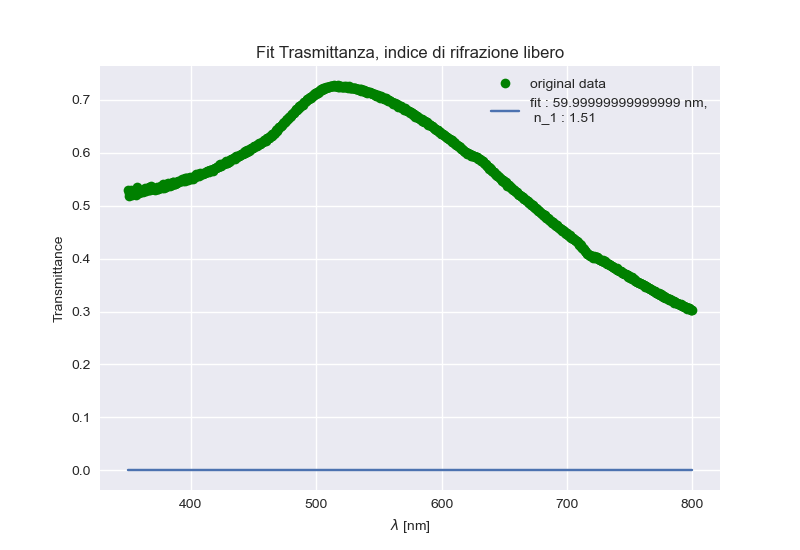 Fit Trasmittanza, indice di rifrazione libero
original data
fit : 59.99999999999999 nm,
n_1 : 1.51
Transmittance
0.7
0.6
0.5
0.4
0.3
0.2
0.1
0.0
400
500
600
700
800
λ [nm]